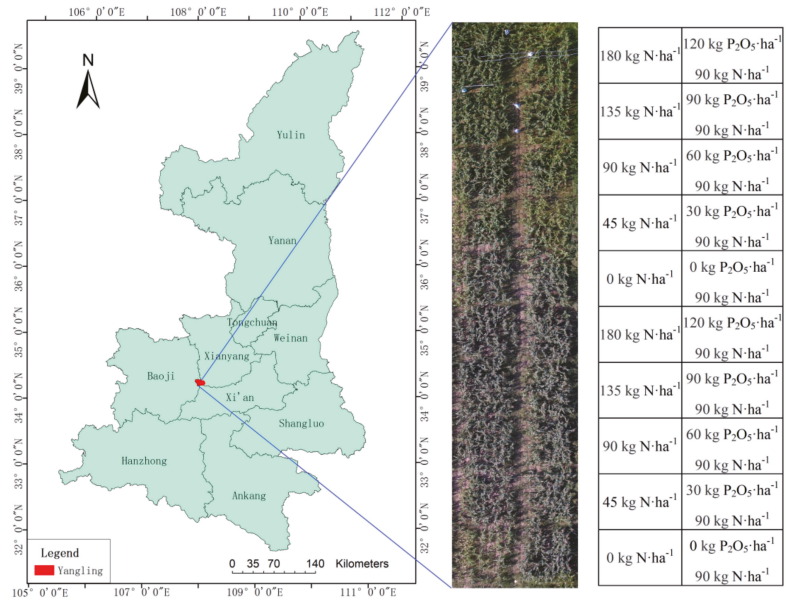 106° 0′0″E
108° 0′0″E
110° 0′0″E
112° 0′0″E
N
39° 0′0″N
38° 0′0″N
37° 0′0″N
36° 0′0″N
35° 0′0″N
34° 0′0″N
33° 0′0″N
32° 0′0″N
Yulin
Yanan
Tongchuan
Weinan
Xianyang
Baoji
Xi'an
Shangluo
Hanzhong
Ankang
39° 0′0″N
38° 0′0″N
37° 0′0″N
36° 0′0″N
35° 0′0″N
34° 0′0″N
33° 0′0″N
32° 0′0″N
Legend
Yangling
0 35 70 140 Kilometers
105° 0′0″E
107° 0′0″E
109° 0′0″E
111° 0′0″E
180 kg N·ha⁻¹
120 kg P₂O₅·ha⁻¹
90 kg N·ha⁻¹
135 kg N·ha⁻¹
90 kg P₂O₅·ha⁻¹
90 kg N·ha⁻¹
90 kg N·ha⁻¹
60 kg P₂O₅·ha⁻¹
90 kg N·ha⁻¹
45 kg N·ha⁻¹
30 kg P₂O₅·ha⁻¹
90 kg N·ha⁻¹
0 kg N·ha⁻¹
0 kg P₂O₅·ha⁻¹
90 kg N·ha⁻¹
180 kg N·ha⁻¹
120 kg P₂O₅·ha⁻¹
90 kg N·ha⁻¹
135 kg N·ha⁻¹
90 kg P₂O₅·ha⁻¹
90 kg N·ha⁻¹
90 kg N·ha⁻¹
60 kg P₂O₅·ha⁻¹
90 kg N·ha⁻¹
45 kg N·ha⁻¹
30 kg P₂O₅·ha⁻¹
90 kg N·ha⁻¹
0 kg N·ha⁻¹
0 kg P₂O₅·ha⁻¹
90 kg N·ha⁻¹